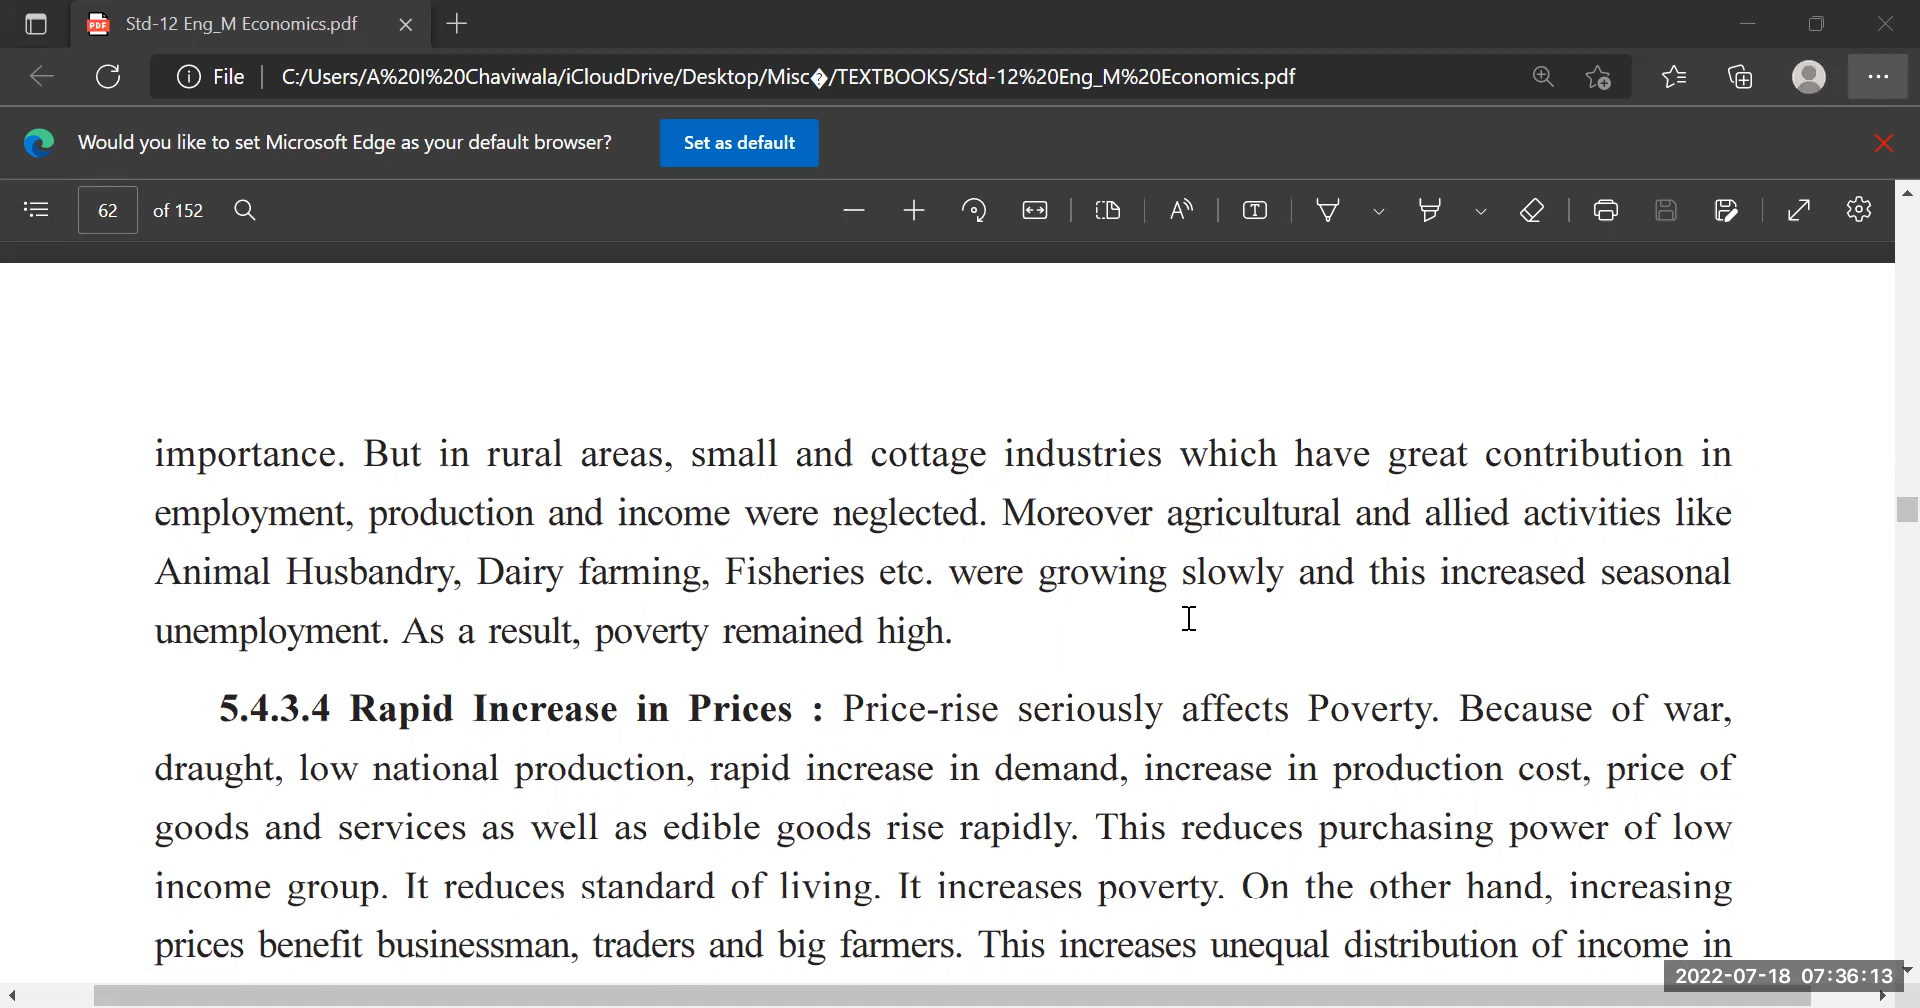 Std-12 Eng_M Economics.pdf
File C:/Users/A%20I%20Chaviwala/iCloudDrive/Desktop/Misc�/TEXTBOOKS/Std-12%20Eng_M%20Economics.pdf
Would you like to set Microsoft Edge as your default browser? Set as default
62 of 152
importance. But in rural areas, small and cottage industries which have great contribution in
employment, production and income were neglected. Moreover agricultural and allied activities like
Animal Husbandry, Dairy farming, Fisheries etc. were growing slowly and this increased seasonal
unemployment. As a result, poverty remained high.
5.4.3.4 Rapid Increase in Prices : Price-rise seriously affects Poverty. Because of war,
draught, low national production, rapid increase in demand, increase in production cost, price of
goods and services as well as edible goods rise rapidly. This reduces purchasing power of low
income group. It reduces standard of living. It increases poverty. On the other hand, increasing
prices benefit businessman, traders and big farmers. This increases unequal distribution of income in
2022-07-18 07:36:13